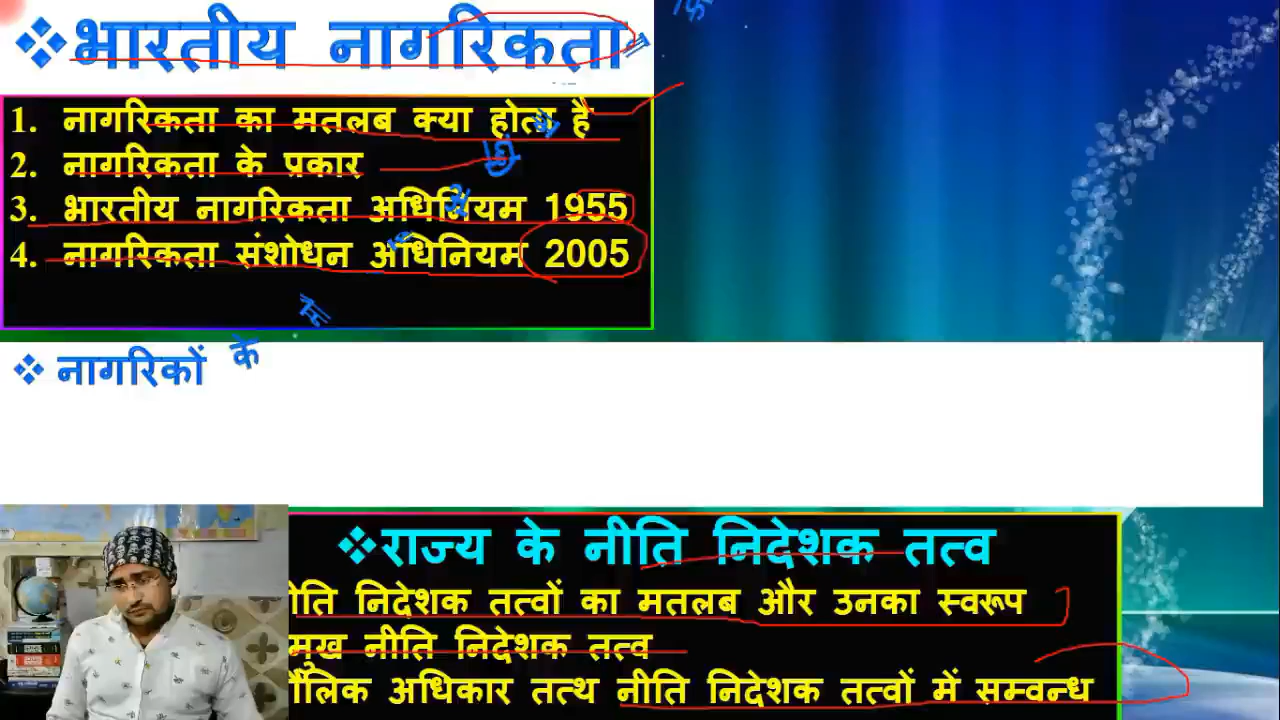 ❖भारतीय नागरिकता
1. नागरिकता का मतलब क्या होता है
2. नागरिकता के प्रकार
3. भारतीय नागरिकता अधिनियम 1955
4. नागरिकता संशोधन अधिनियम 2005
❖ नागरिकों के
❖राज्य के नीति निदेशक तत्व
ीति निदेशक तत्वों का मतलब और उनका स्वरूप
मुख नीति निदेशक तत्व
ौलिक अधिकार तत्थ नीति निदेशक तत्वों में सम्वन्ध